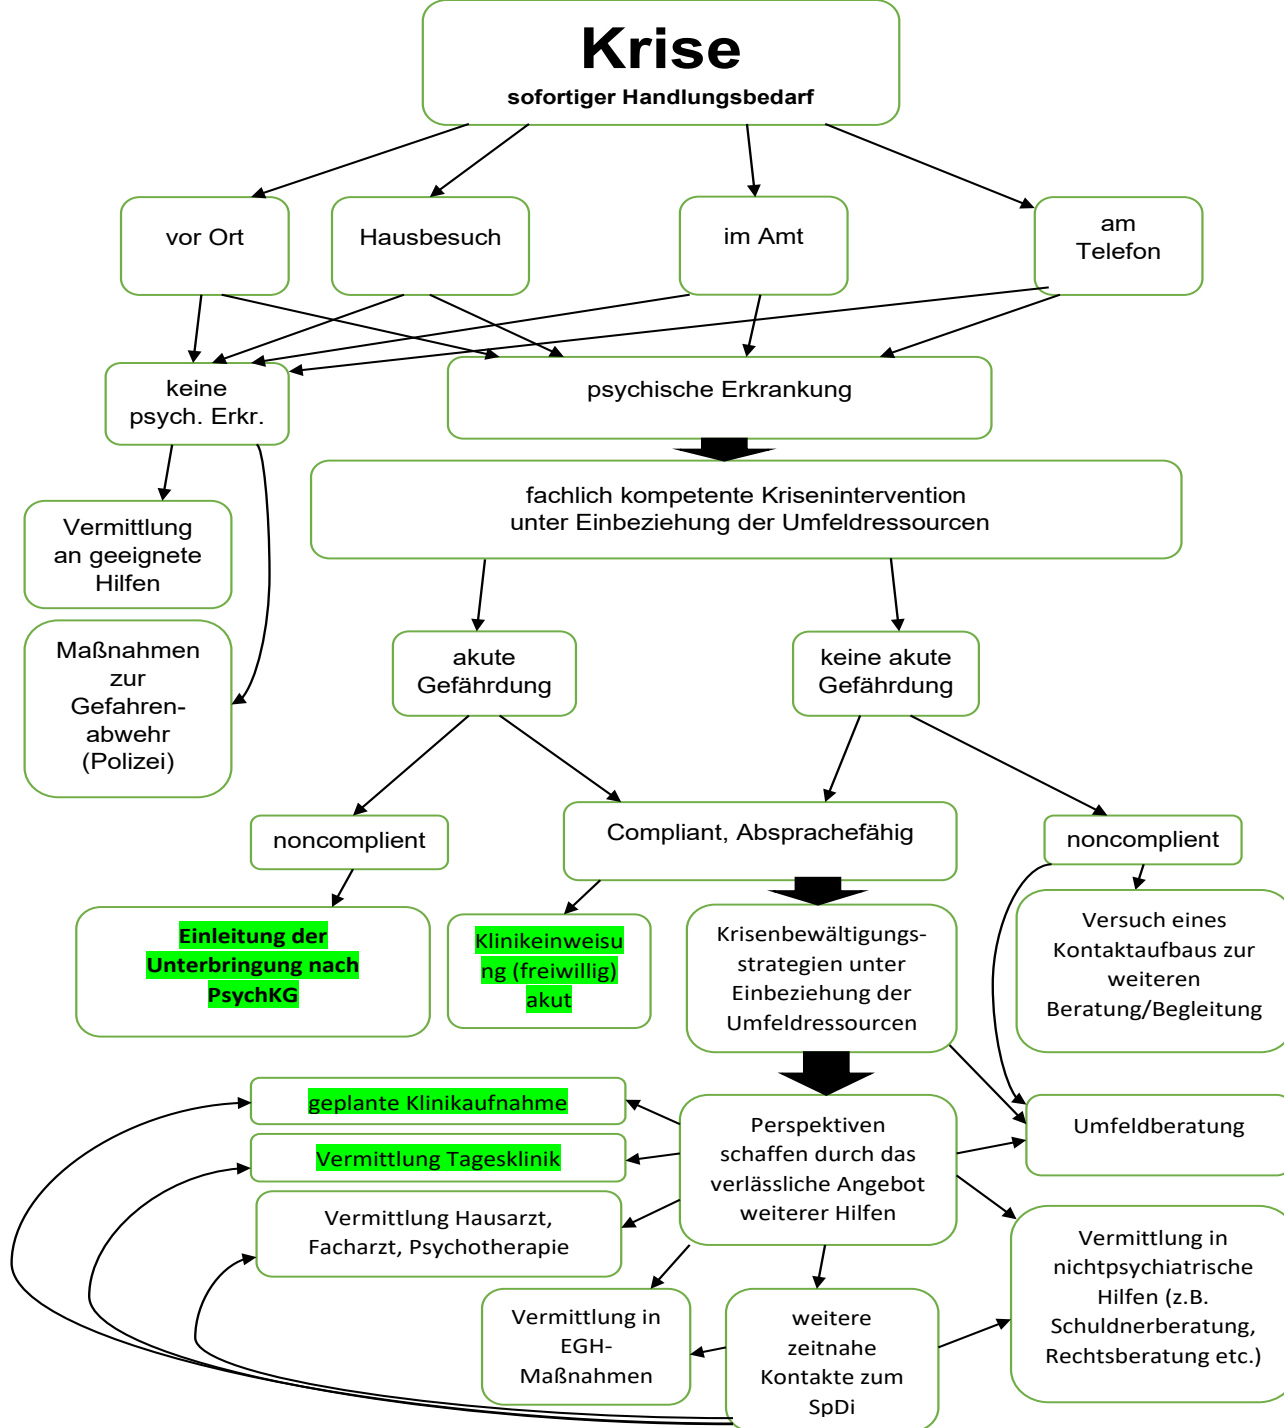 Krise
sofortiger Handlungsbedarf
vor Ort
Hausbesuch
im Amt
am
Telefon
keine
psych. Erkr.
psychische Erkrankung
fachlich kompetente Krisenintervention
unter Einbeziehung der Umfeldressourcen
Vermittlung
an geeignete
Hilfen
Maßnahmen
zur
Gefahren-
abwehr
(Polizei)
akute
Gefährdung
keine akute
Gefährdung
noncomplient
Compliant, Absprachefähig
noncomplient
Einleitung der
Unterbringung nach
PsychKG
Klinikeinweisu
ng (freiwillig)
akut
Krisenbewältigungs-
strategien unter
Einbeziehung der
Umfeldressourcen
Versuch eines
Kontaktaufbaus zur
weiteren
Beratung/Begleitung
geplante Klinikaufnahme
Vermittlung Tagesklinik
Vermittlung Hausarzt,
Facharzt, Psychotherapie
Perspektiven
schaffen durch das
verlässliche Angebot
weiterer Hilfen
Umfeldberatung
Vermittlung in
nichtpsychiatrische
Hilfen (z.B.
Schuldnerberatung,
Rechtsberatung etc.)
Vermittlung in
EGH-
Maßnahmen
weitere
zeitnahe
Kontakte zum
SpDi